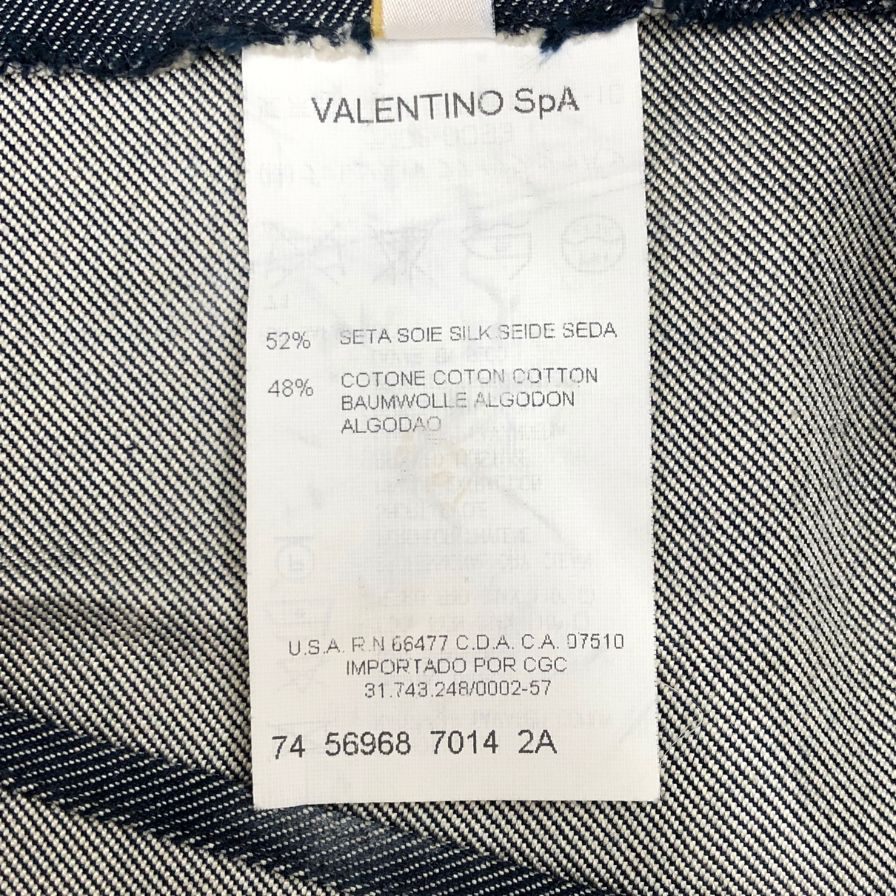 VALENTINO SpA
52% SETA SOIE SILK SEIDE SEDA
48% COTONE COTON COTTON
BAUMWOLLE ALGODON
ALGODAO
U.S.A. R.N 66477 C.D.A. C.A. 07510
IMPORTADO POR CGC
31.743.248/0002-57
74 56968 7014 2A